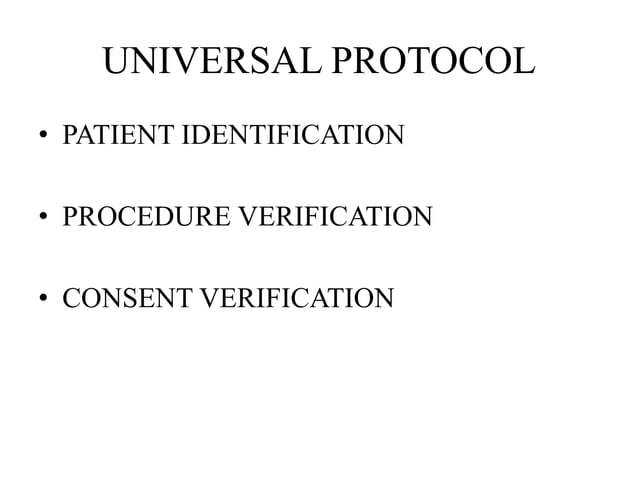 UNIVERSAL PROTOCOL
• PATIENT IDENTIFICATION
• PROCEDURE VERIFICATION
• CONSENT VERIFICATION